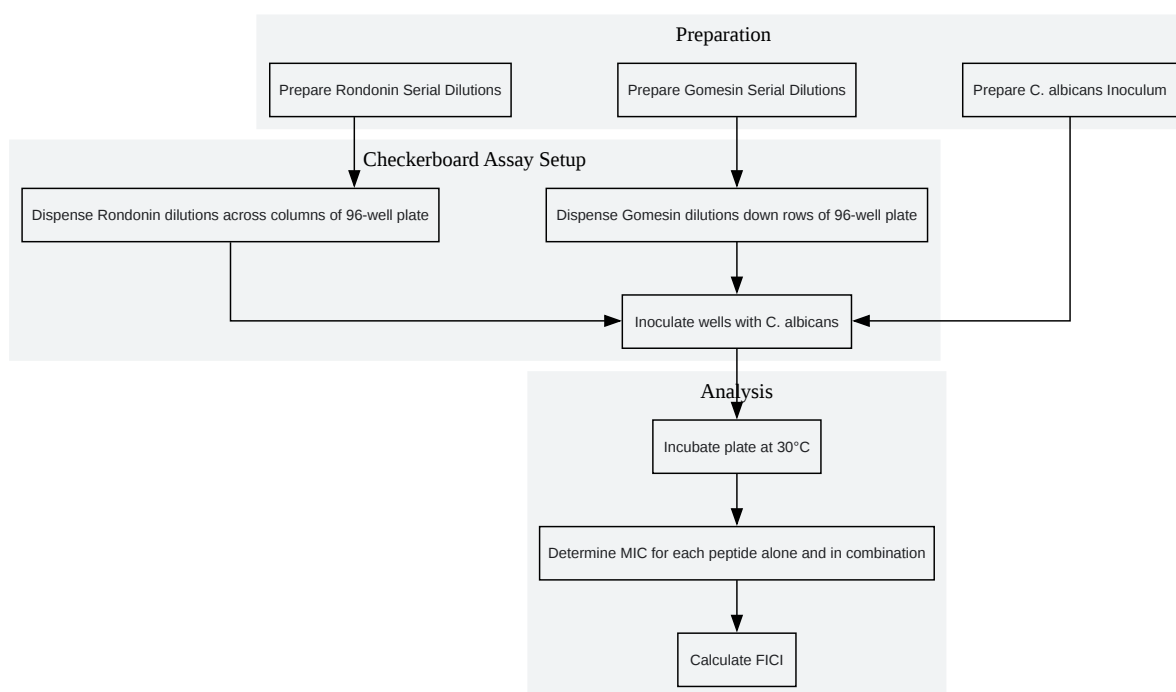 Preparation
Prepare Rondonin Serial Dilutions
Prepare Gomesin Serial Dilutions
Prepare C. albicans Inoculum
Checkerboard Assay Setup
Dispense Rondonin dilutions across columns of 96-well plate
Dispense Gomesin dilutions down rows of 96-well plate
Inoculate wells with C. albicans
Analysis
Incubate plate at 30°C
Determine MIC for each peptide alone and in combination
Calculate FICI